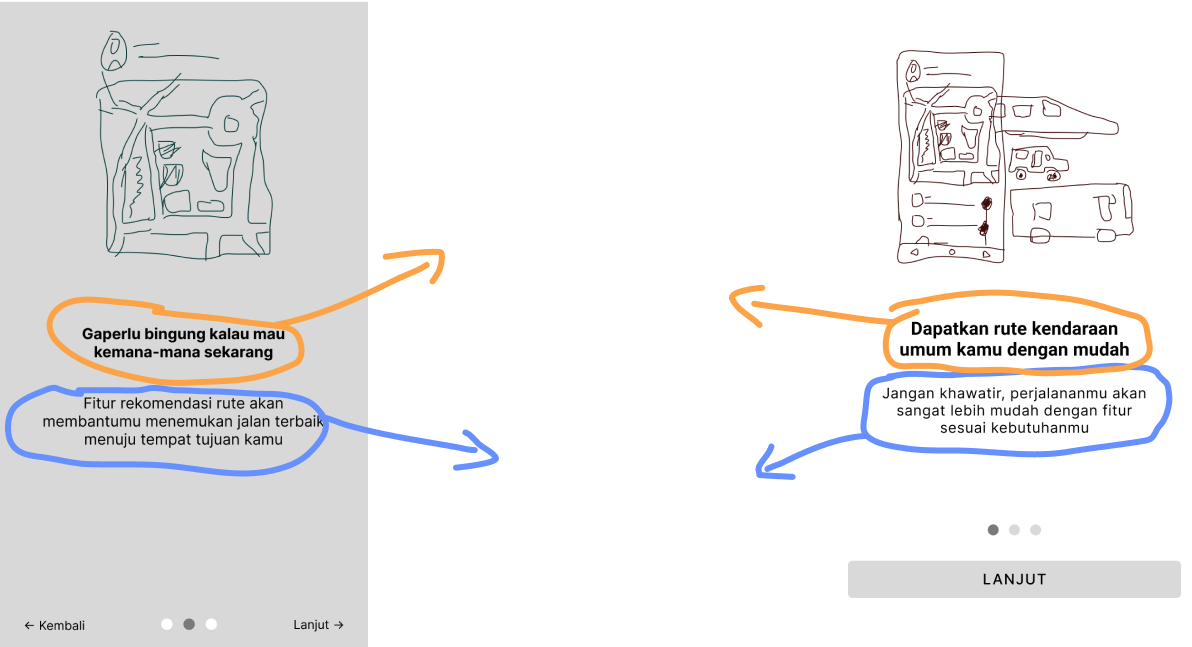 Gaperlu bingung kalau mau
kemana-mana sekarang
Fitur rekomendasi rute akan
membantumu menemukan jalan terbaik
menuju tempat tujuan kamu
← Kembali
Lanjut →
Dapatkan rute kendaraan
umum kamu dengan mudah
Jangan khawatir, perjalananmu akan
sangat lebih mudah dengan fitur
sesuai kebutuhanmu
LANJUT